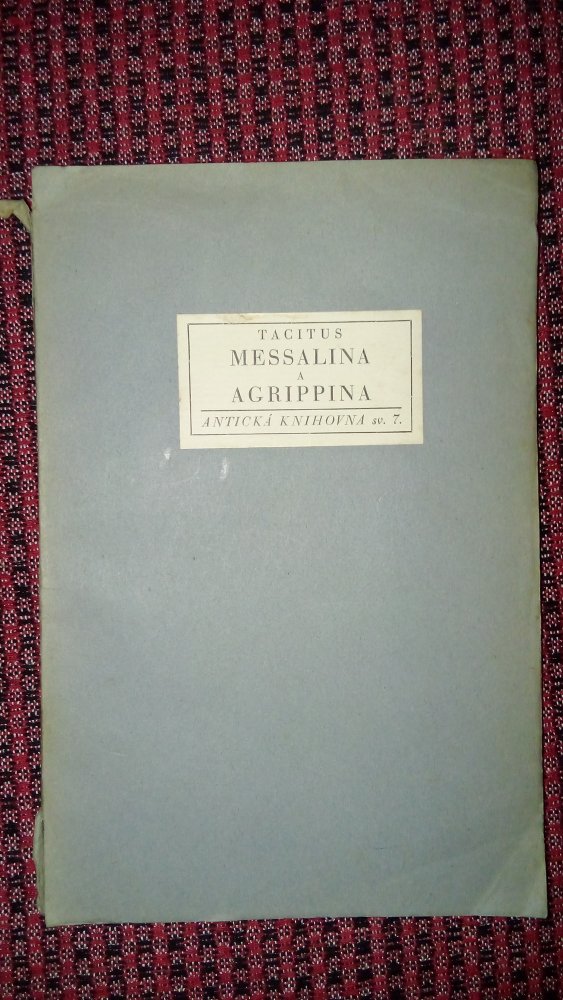 TACITUS
MESSALINA
A
AGRIPPINA
ANTICKÁ KNIHOVNA sv. 7.